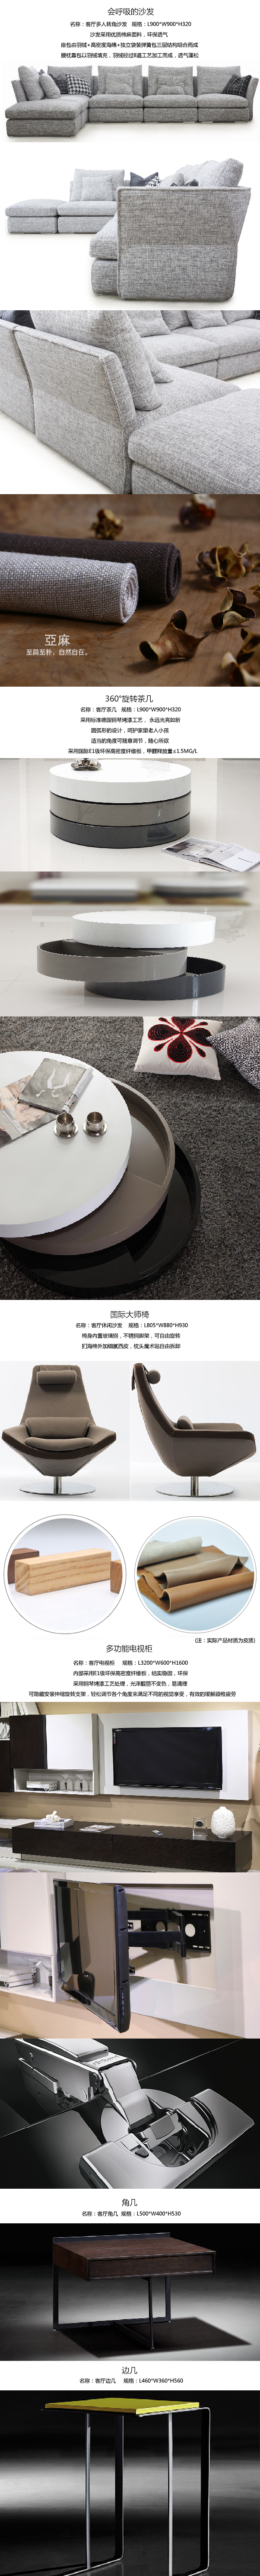 会呼吸的沙发
名称：客厅多人转角沙发 规格：L900*W900*H320
沙发采用优质棉麻面料，环保透气
座包由羽绒+高密度海绵+独立袋装弹簧包三层结构组合而成
腰枕靠包以羽绒填充，羽绒经过8道工艺加工而成，透气蓬松
亞麻
至简至朴，自然自在。
360°旋转茶几
名称：客厅茶几 规格：L900*W900*H320
采用标准德国钢琴烤漆工艺，永远光亮如新
圆弧形的设计，呵护家里老人小孩
适当的角度可随意调节，随心所欲
采用国际E1级环保高密度纤维板，甲醛释放量≤1.5MG/L
国际大师椅
名称：客厅休闲沙发 规格：L805*W880*H930
椅身内置玻璃钢，不锈钢脚架，可自由旋转
扪海绵外加细腻西皮，枕头魔术贴自由拆卸
(注：实际产品材质为皮质)
多功能电视柜
名称：客厅电视柜 规格：L3200*W600*H1600
内部采用E1级环保高密度纤维板，结实稳固，环保
采用钢琴烤漆工艺处理，光泽靓丽不变色，易清理
可隐藏安装伸缩旋转支架，轻松调节各个角度来满足不同的视觉享受，有效的缓解颈椎疲劳
角几
名称：客厅角几 规格：L500*W400*H530
边几
名称：客厅边几 规格：L460*W360*H560